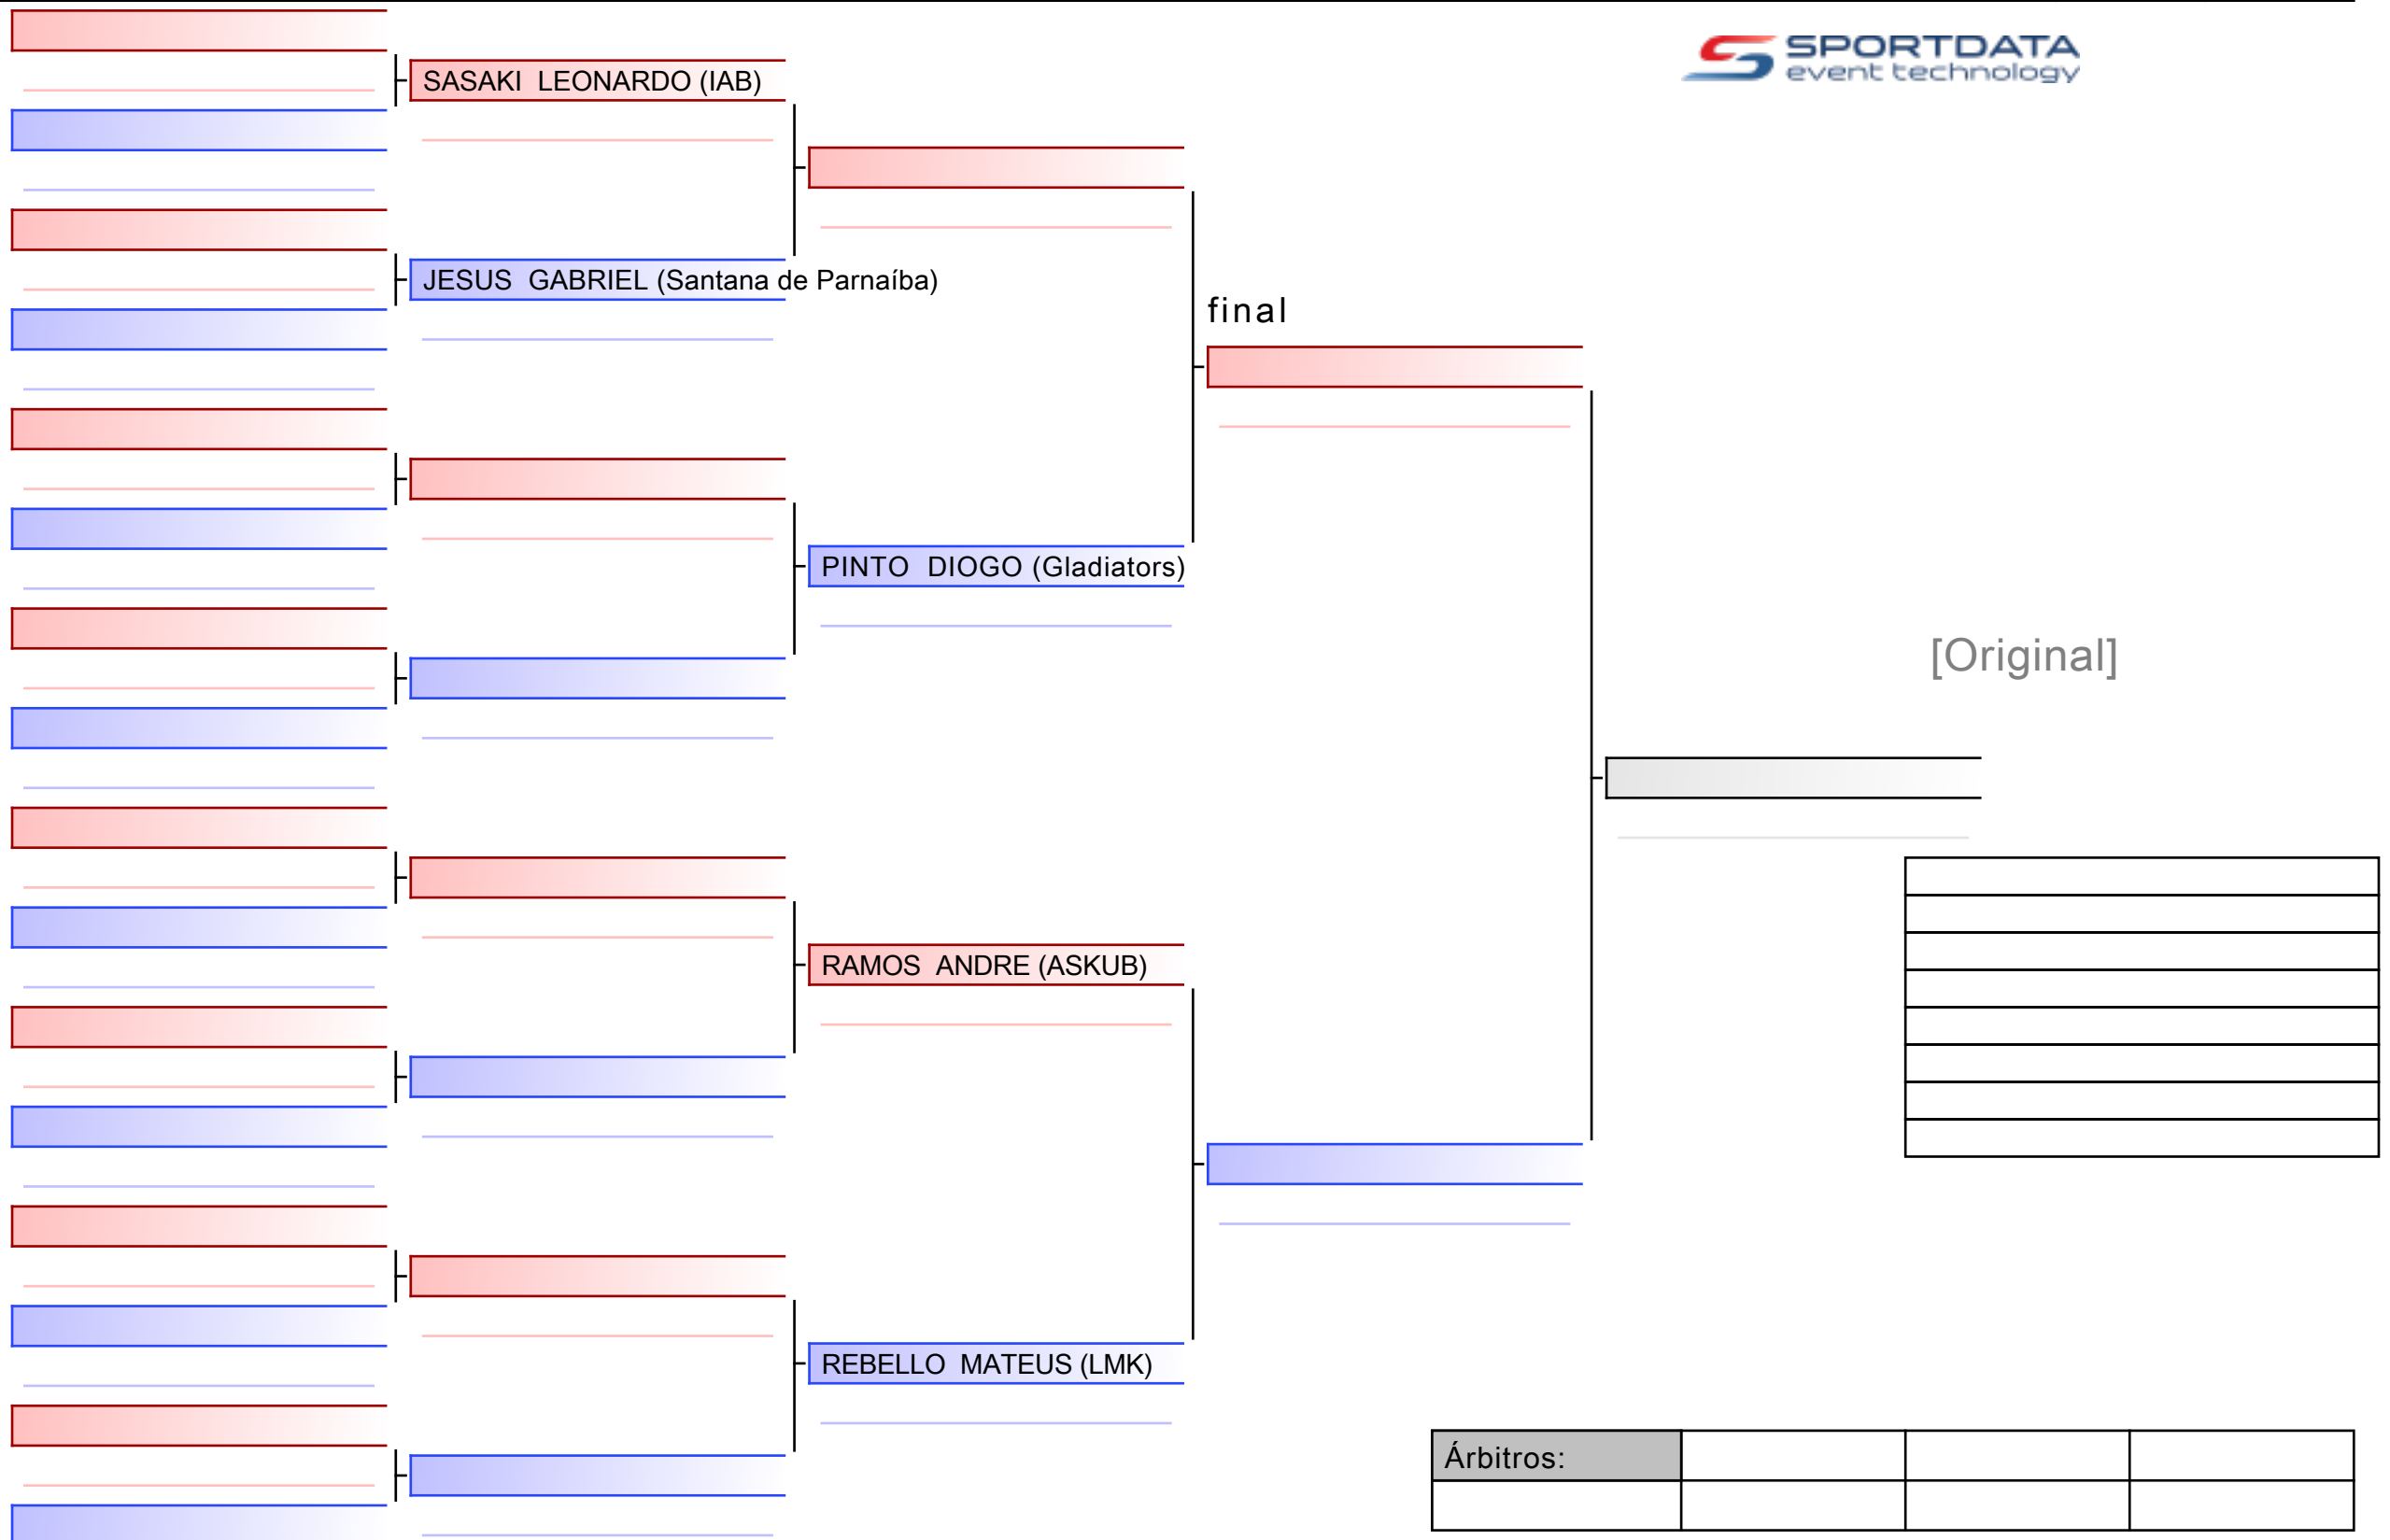 SPORTDATA
event technology
SASAKI LEONARDO (IAB)
JESUS GABRIEL (Santana de Parnaíba)
final
PINTO DIOGO (Gladiators)
[Original]
RAMOS ANDRE (ASKUB)
REBELLO MATEUS (LMK)
Árbitros: